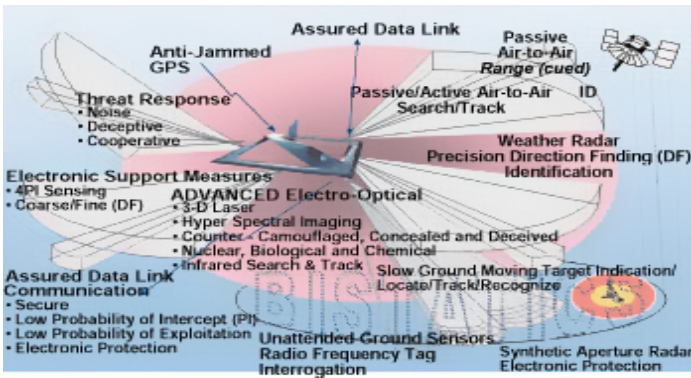 Assured Data Link
Anti-Jammed
GPS
Passive
Air-to-Air
Range (cued)
Passive/Active Air-to-Air ID
Search/Track
Threat Response
• Noise
• Deceptive
• Cooperative
Weather Radar
Precision Direction Finding (DF)
Identification
Electronic Support Measures
• 4PI Sensing
• Coarse/Fine (DF)
ADVANCED Electro-Optical
• 3-D Laser
• Hyper Spectral Imaging
• Counter - Camouflaged, Concealed and Deceived
• Nuclear, Biological and Chemical
• Infrared Search & Track
Assured Data Link
Communication
• Secure
• Low Probability of Intercept (PI)
• Low Probability of Exploitation
• Electronic Protection
Slow Ground Moving Target Indication/
Locate/Track/Recognize
BISTATICS
Unattended Ground Sensors
Radio Frequency Tag
Interrogation
Synthetic Aperture Radar
Electronic Protection